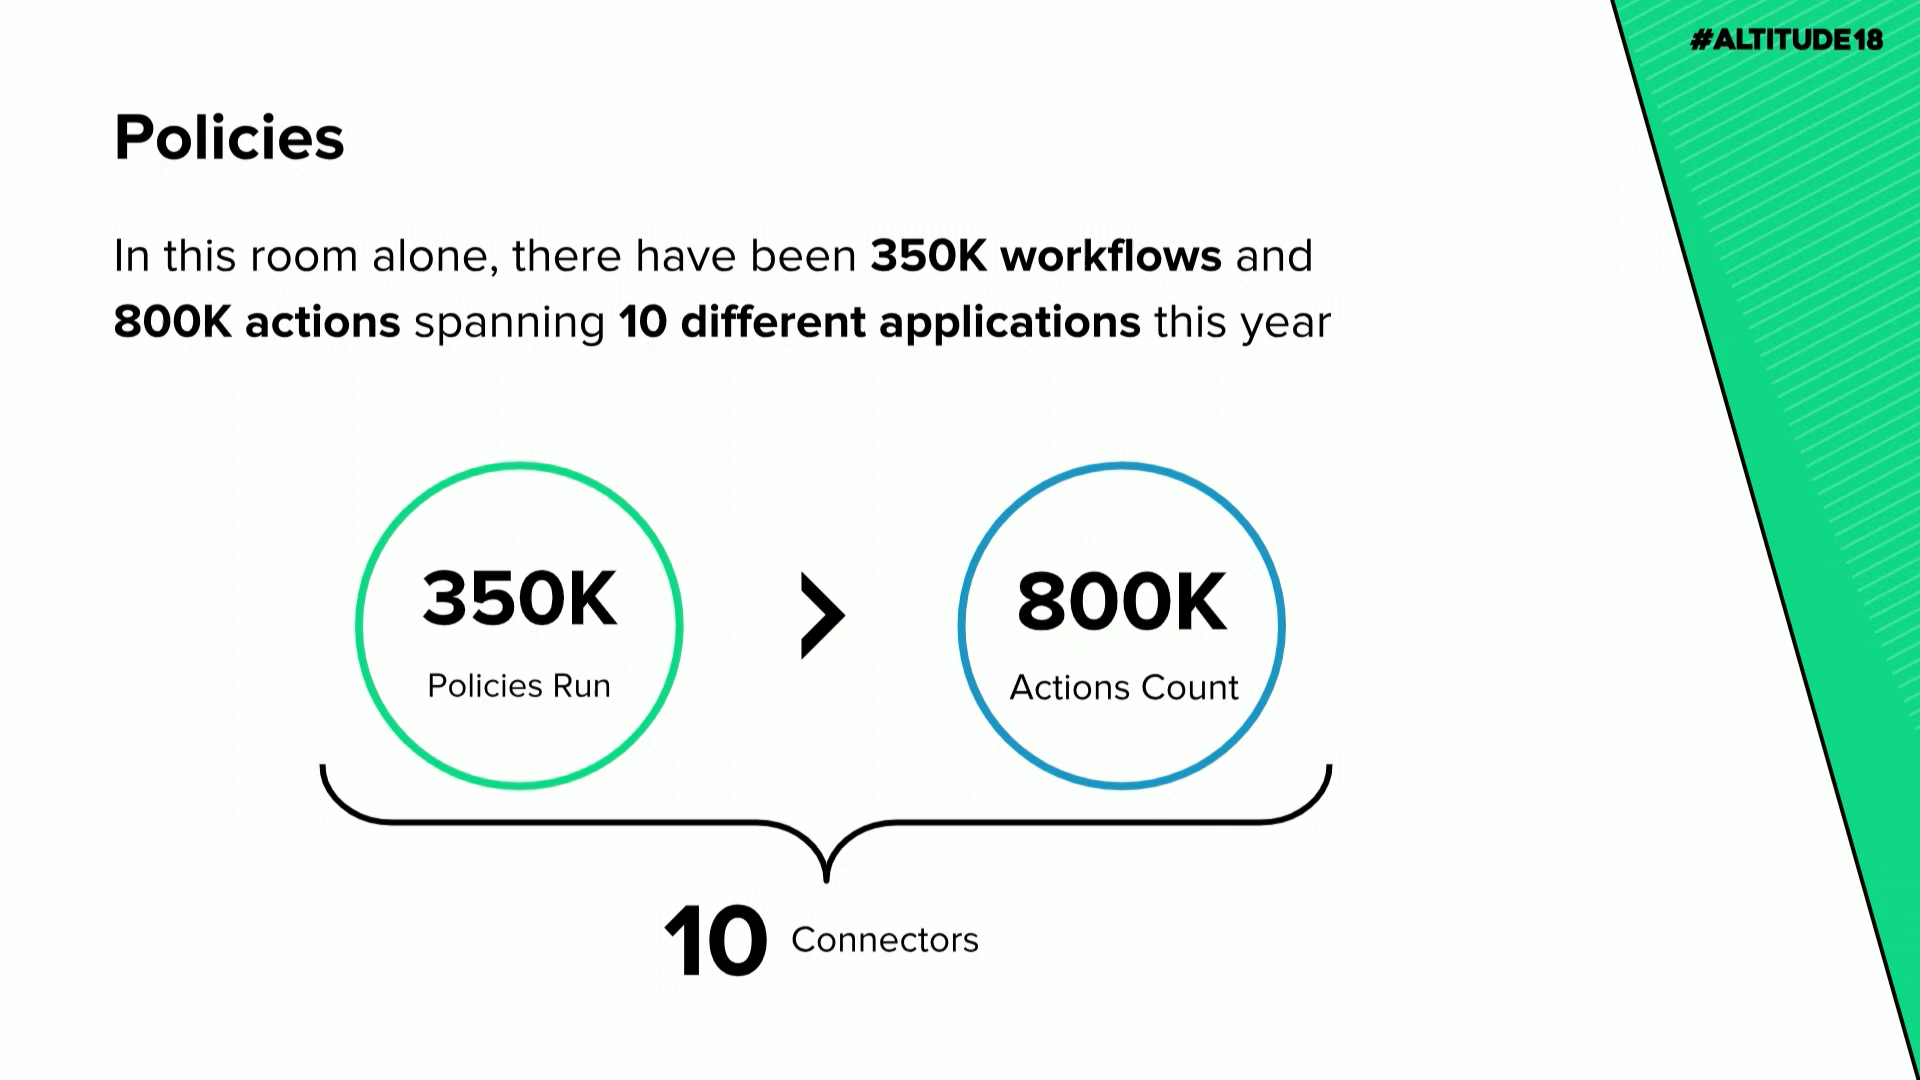 #ALTITUDE18
Policies
In this room alone, there have been 350K workflows and
800K actions spanning 10 different applications this year
350K
Policies Run
800K
Actions Count
10 Connectors